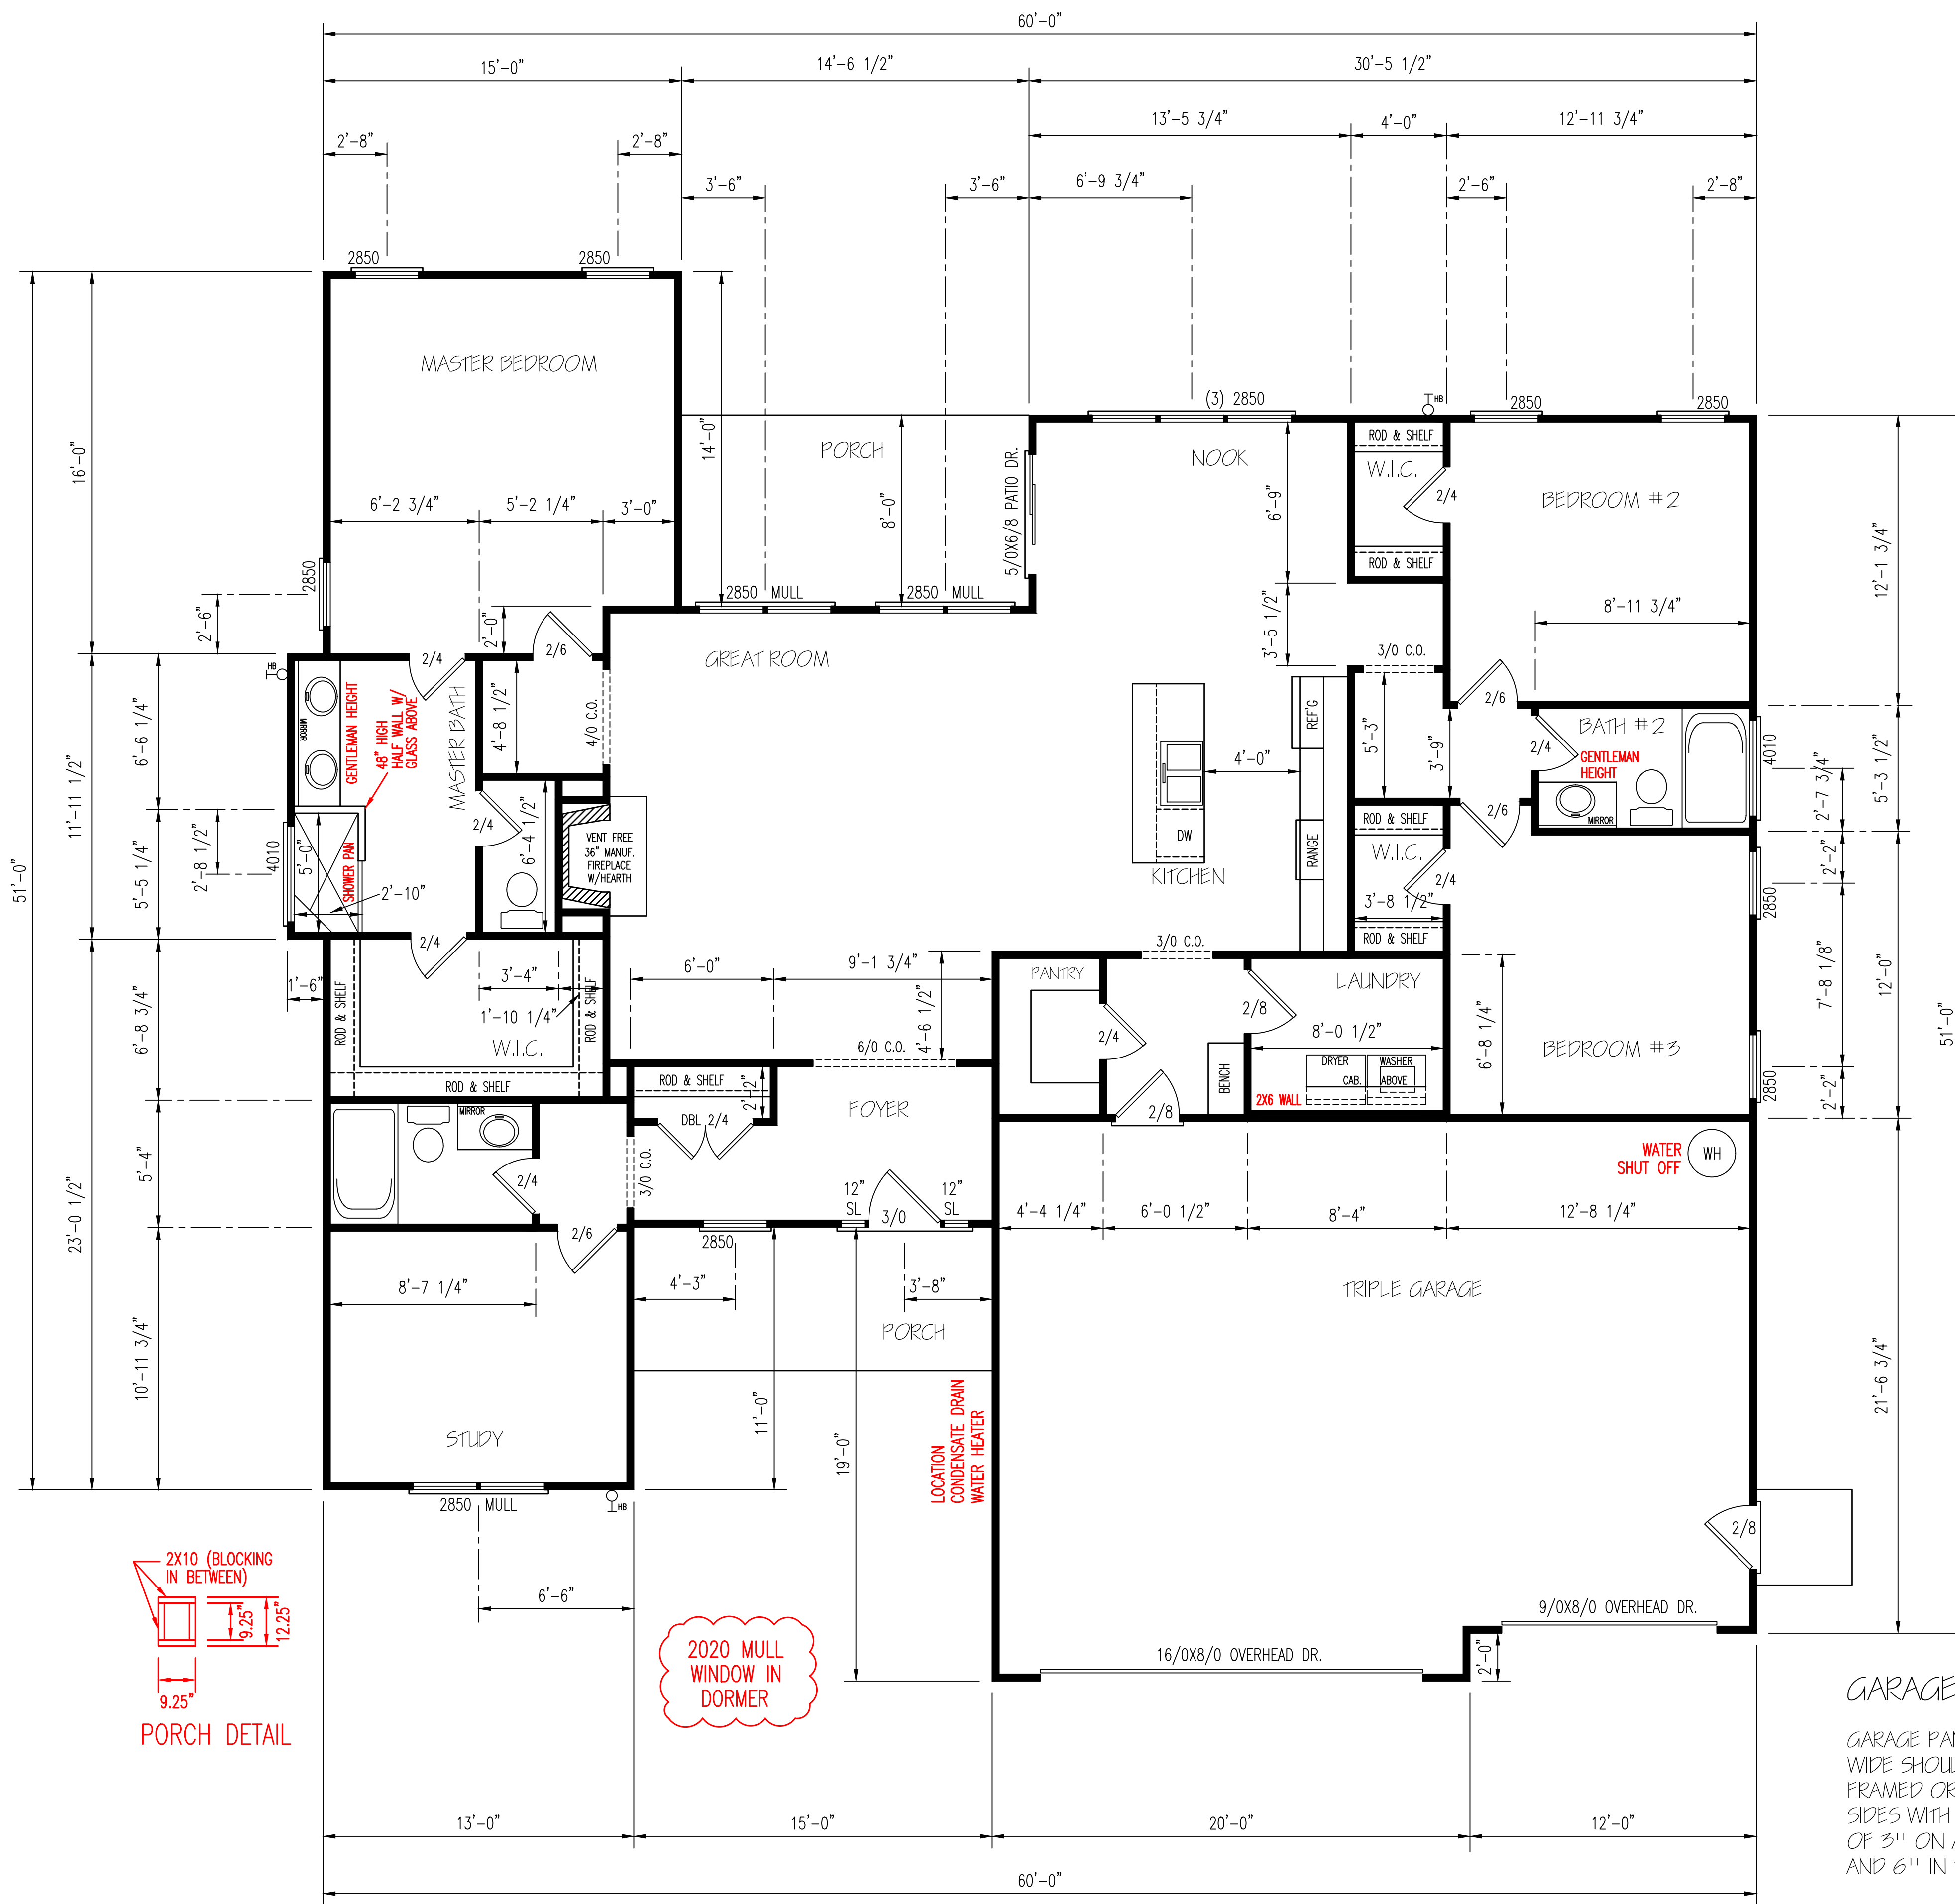 60'-0"
15'-0"
14'-6 1/2"
30'-5 1/2"
13'-5 3/4"
4'-0"
12'-11 3/4"
2'-8"
2'-8"
3'-6"
3'-6"
6'-9 3/4"
2'-6"
2'-8"
2850
2850
MASTER BEDROOM
16'-0"
14'-0"
6'-2 3/4"
5'-2 1/4"
3'-0"
2850
2'-6"
2'-0"
2/6
2/4
HB
PORCH
8'-0"
5/0X6/8 PATIO DR.
2850 MULL
2850 MULL
(3) 2850
NOOK
6'-9"
3'-5 1/2"
HB
2850
2850
ROD & SHELF
W.I.C.
2/4
ROD & SHELF
BEDROOM #2
8'-11 3/4"
12'-1 3/4"
3/0 C.O.
2/6
5'-3"
3'-9"
2/4
BATH #2
GENTLEMAN
HEIGHT
MIRROR
4010
2'-7 3/4"
5'-3 1/2"
2/6
GREAT ROOM
4/0 C.O.
4'-8 1/2"
MASTER BATH
GENTLEMAN HEIGHT
48" HIGH
HALF WALL W/
GLASS ABOVE
MIRROR
6'-6 1/4"
11'-11 1/2"
51'-0"
5'-5 1/4"
2'-8 1/2"
4010
5'-0"
SHOWER PAN
2'-10"
2/4
6'-4 1/2"
VENT FREE
36" MANUF.
FIREPLACE
W/HEARTH
2/4
4'-0"
REF'G
RANGE
DW
KITCHEN
ROD & SHELF
W.I.C.
2/4
3'-8 1/2"
ROD & SHELF
2'-2"
2850
7'-8 1/8"
12'-0"
51'-0"
BEDROOM #3
6'-8 1/4"
2850
2'-2"
1'-6"
ROD & SHELF
3'-4"
1'-10 1/4"
ROD & SHELF
W.I.C.
ROD & SHELF
6'-8 3/4"
6'-0"
9'-1 3/4"
4'-6 1/2"
6/0 C.O.
3/0 C.O.
PANTRY
2/4
2/8
LAUNDRY
8'-0 1/2"
DRYER
WASHER
CAB.
ABOVE
2X6 WALL
BENCH
2/8
ROD & SHELF
2'-2"
DBL 2/4
FOYER
MIRROR
2/4
3/0 C.O.
5'-4"
23'-0 1/2"
12"
SL
3/0
12"
SL
2850
2/6
4'-4 1/4"
6'-0 1/2"
8'-4"
12'-8 1/4"
WATER
SHUT OFF
WH
8'-7 1/4"
4'-3"
3'-8"
PORCH
TRIPLE GARAGE
21'-6 3/4"
10'-11 3/4"
11'-0"
19'-0"
STUDY
LOCATION
CONDENSATE DRAIN
WATER HEATER
2850 MULL
HB
2/8
2X10 (BLOCKING
IN BETWEEN)
9.25"
12.25"
9.25"
PORCH DETAIL
6'-6"
2020 MULL
WINDOW IN
DORMER
16/0X8/0 OVERHEAD DR.
9/0X8/0 OVERHEAD DR.
2'-0"
GARAGE
GARAGE
WIDE
FRAMED OR
SIDES WITH
OF 3" ON
AND 6" IN
13'-0"
15'-0"
20'-0"
12'-0"
60'-0"